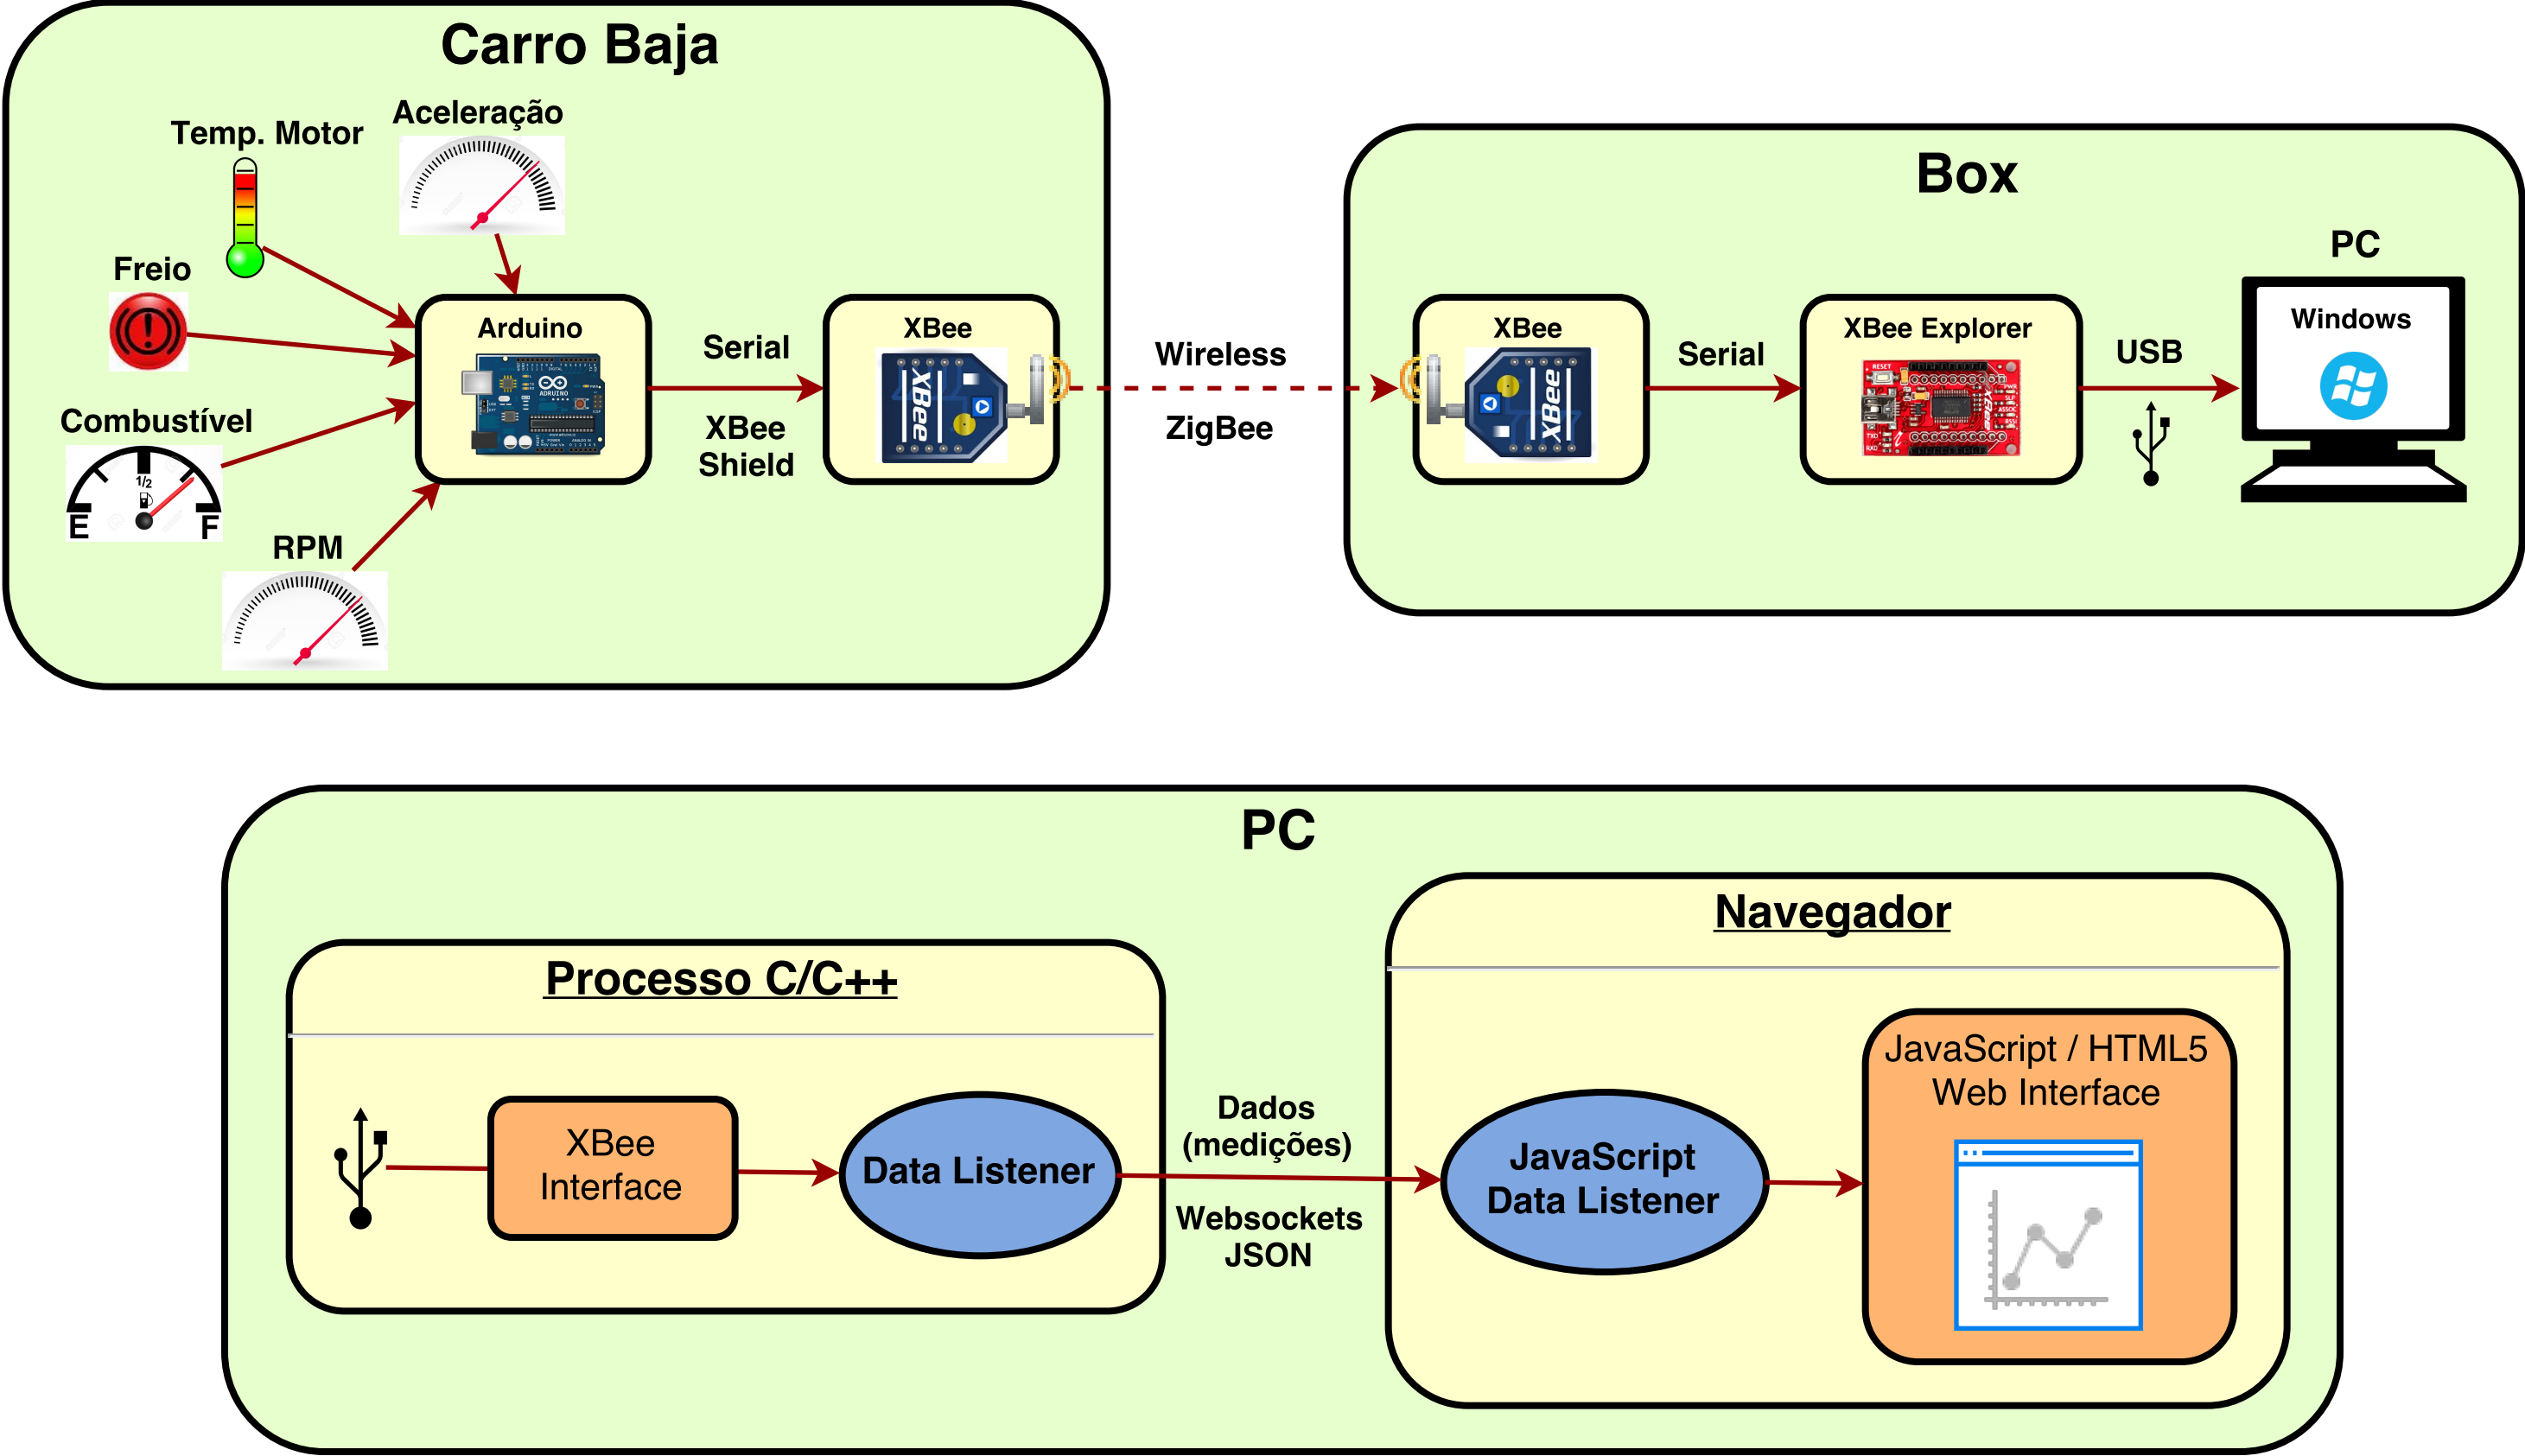 Carro Baja
Aceleração
Temp. Motor
Freio
Combustível
1/2
E
F
RPM
Arduino
ADRUINO
Serial
XBee
Shield
XBee
XBee
Wireless
ZigBee
Box
XBee
XBee
Serial
XBee Explorer
RESET
USB
PC
Windows
PC
Processo C/C++
XBee
Interface
Data Listener
Dados
(medições)
Websockets
JSON
Navegador
JavaScript
Data Listener
JavaScript / HTML5
Web Interface